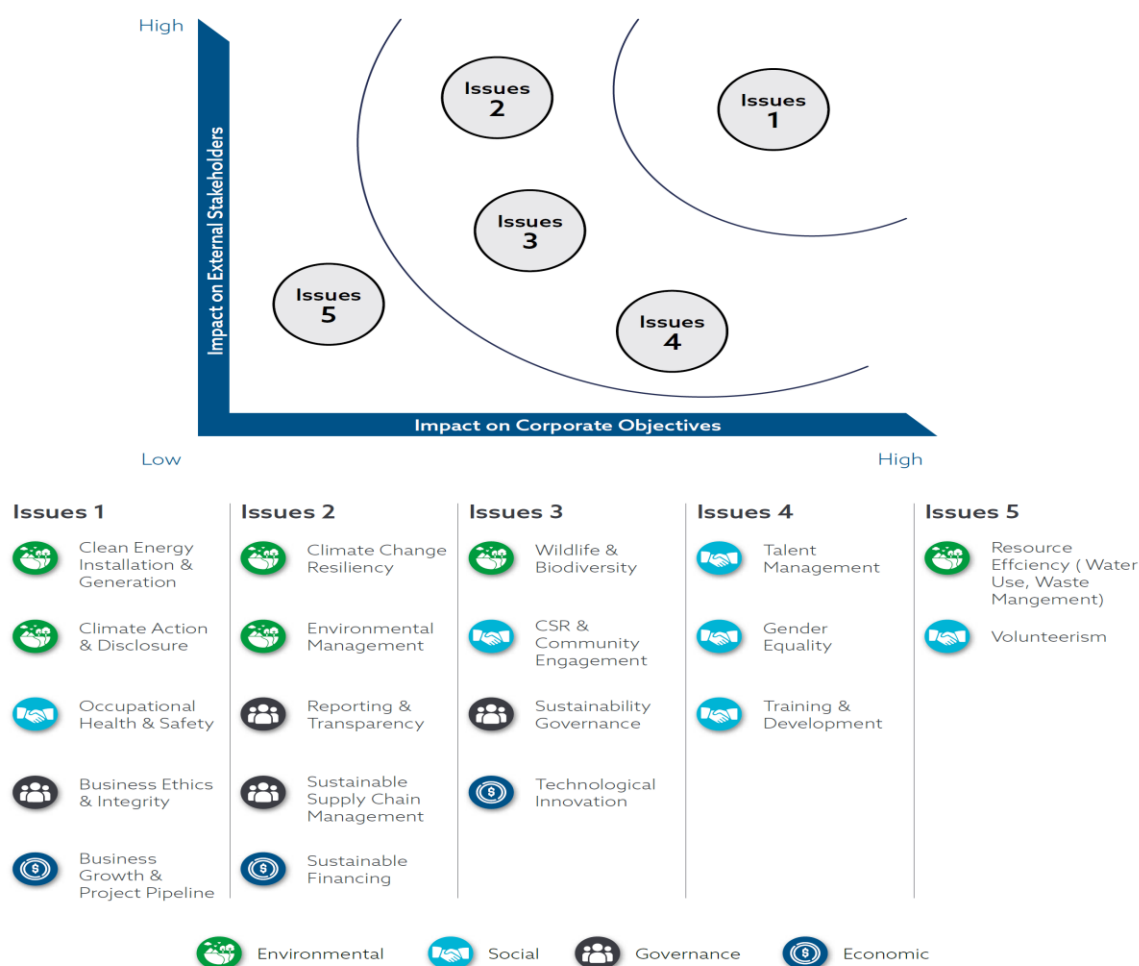 High
Issues
2
Issues
1
Issues
3
Issues
5
Issues
4
Impact on External Stakeholders
Impact on Corporate Objectives
Low
High
Issues 1
Clean Energy
Installation &
Generation
Climate Action
& Disclosure
Occupational
Health & Safety
Business Ethics
& Integrity
Business
Growth &
Project Pipeline
Issues 2
Climate Change
Resiliency
Environmental
Management
Reporting &
Transparency
Sustainable
Supply Chain
Management
Sustainable
Financing
Issues 3
Wildlife &
Biodiversity
CSR &
Community
Engagement
Sustainability
Governance
Technological
Innovation
Issues 4
Talent
Management
Gender
Equality
Training &
Development
Issues 5
Resource
Effciency ( Water
Use, Waste
Mangement)
Volunteerism
Environmental
Social
Governance
Economic